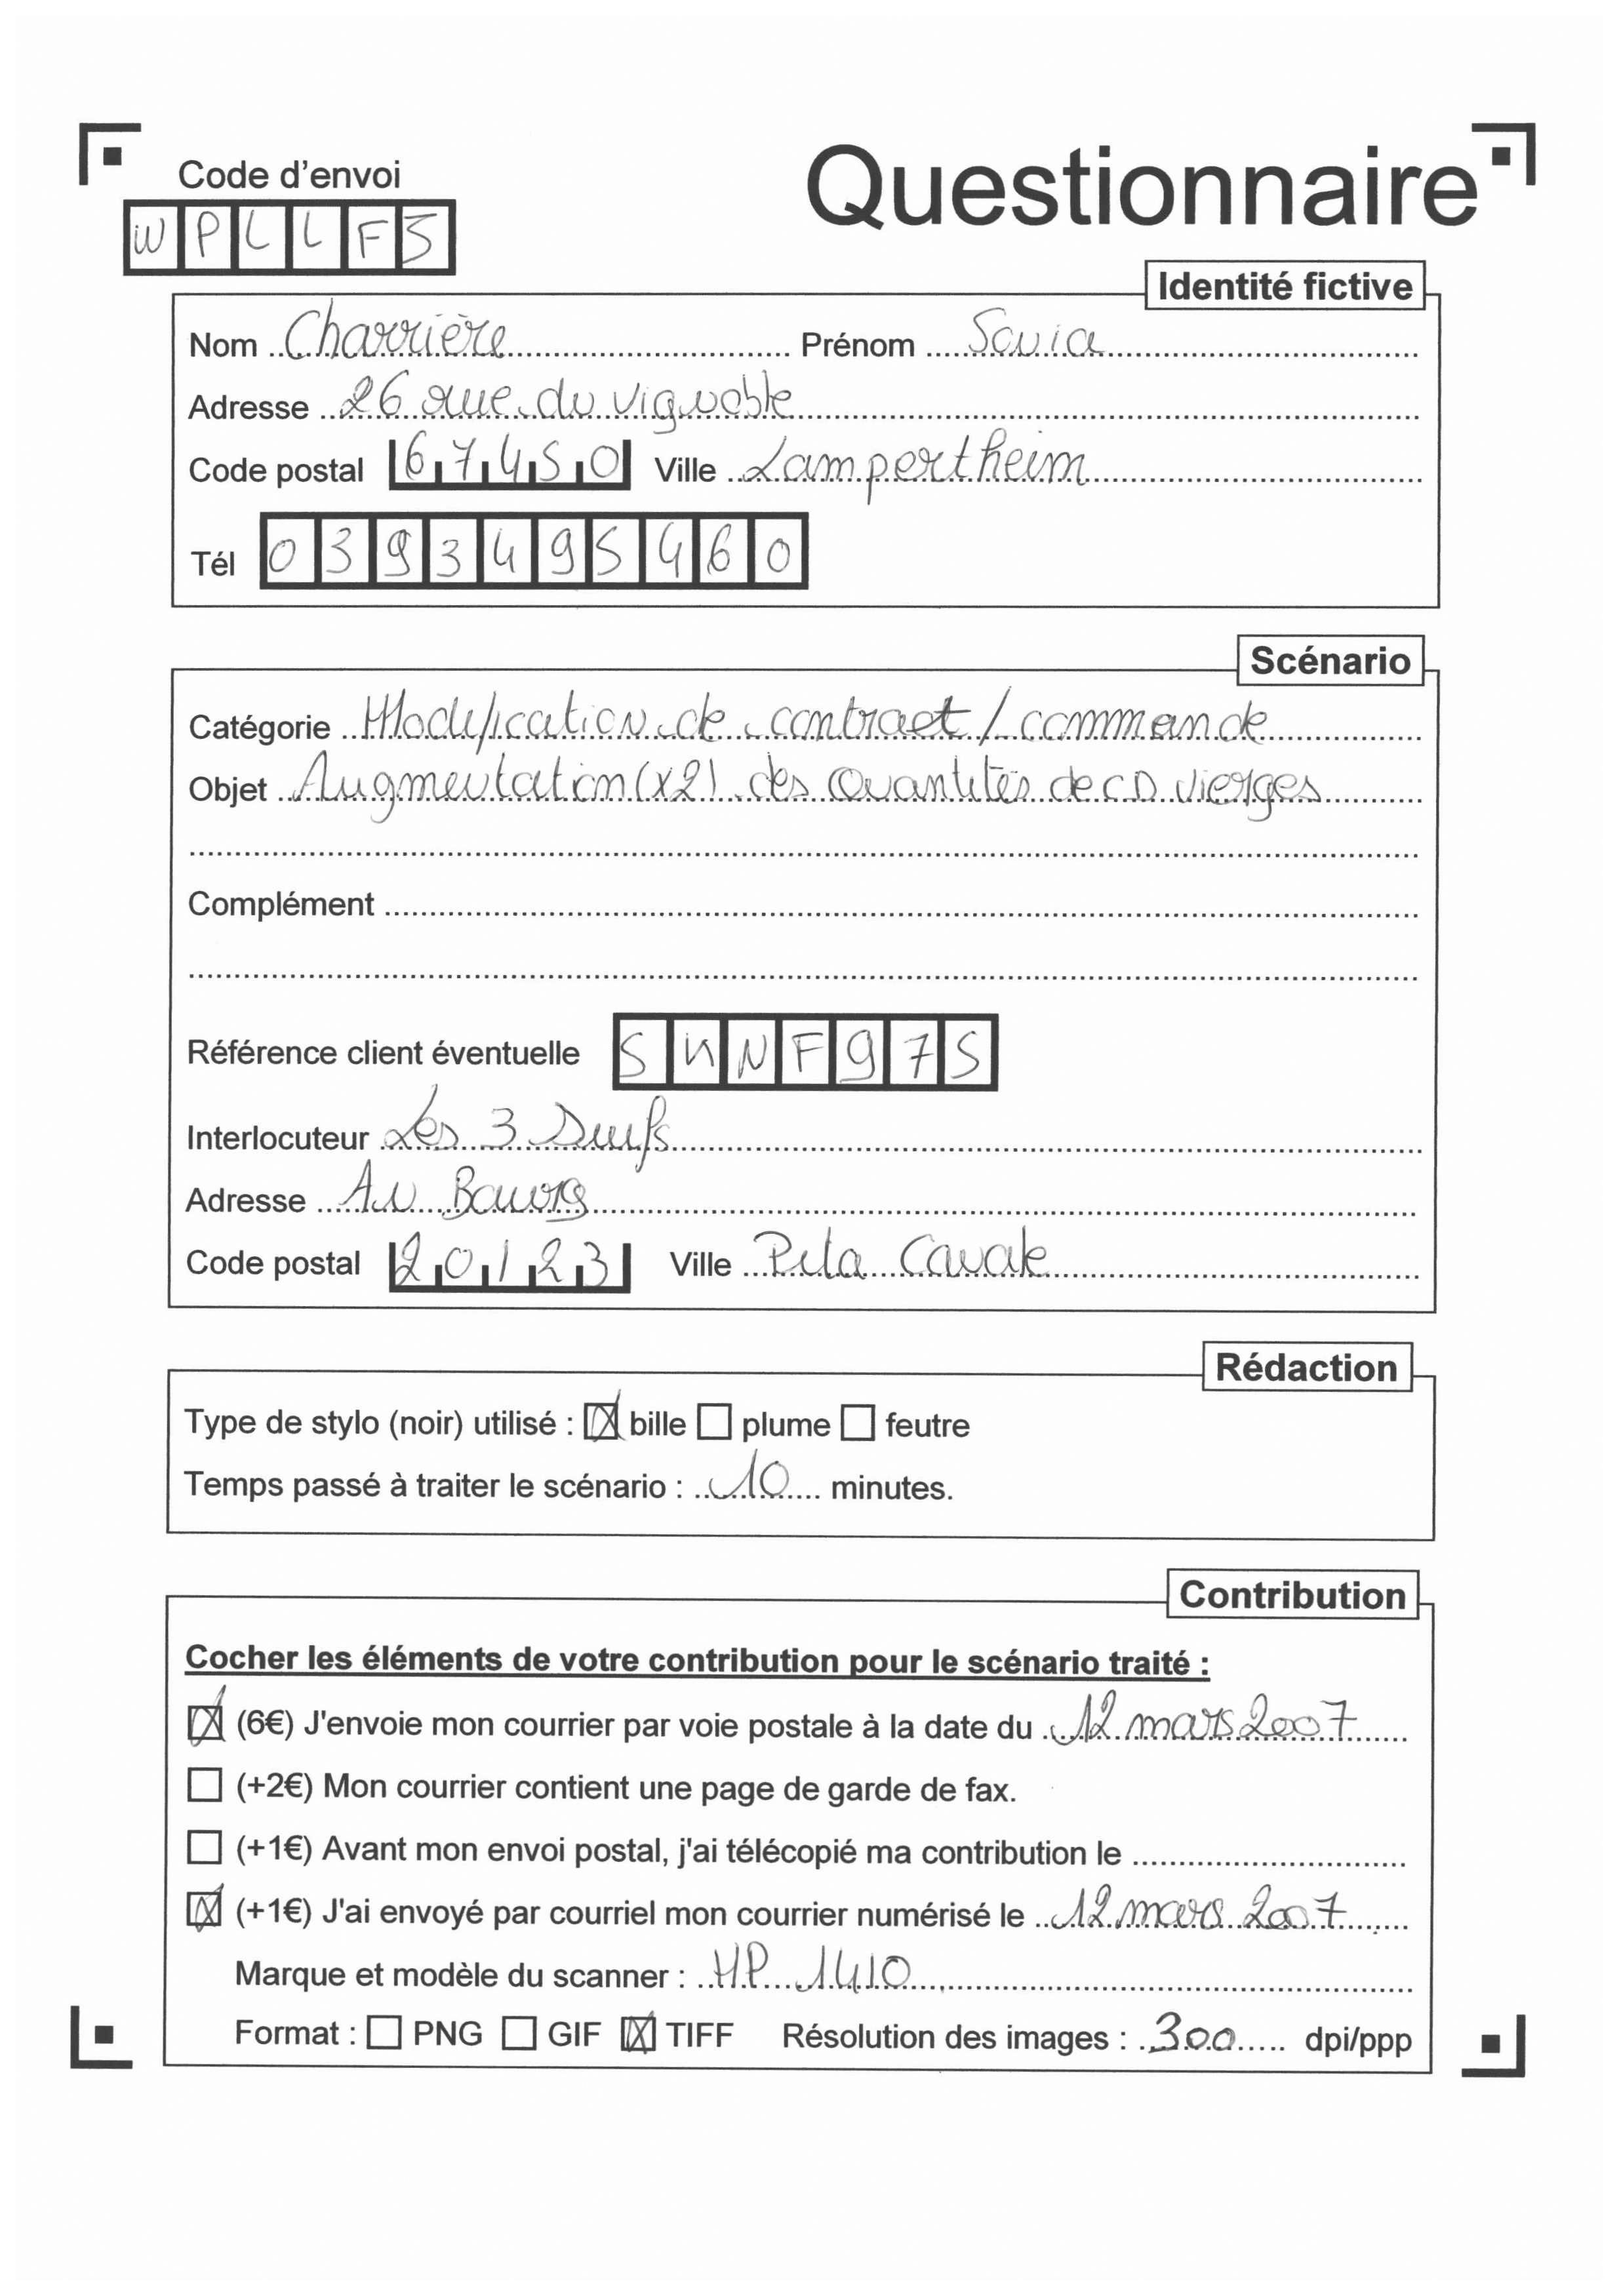 Code d'envoi
Questionnaire
WPLLF5
Identité fictive
Nom Charrière Prénom Sonia
Adresse 26 rue du vignoble
Code postal 67450 Ville Lampertheim
Tél 0393495460
Scénario
Catégorie Modification de contract / commande
Objet Augmentation (x2) des Quantités de CD vierges
Complément
Référence client éventuelle SKNF97S
Interlocuteur Les 3 Suifs
Adresse Au Bourg
Code postal 20123 Ville Pila Canale
Rédaction
Type de stylo (noir) utilisé : bille plume feutre
Temps passé à traiter le scénario : 10 minutes.
Contribution
Cocher les éléments de votre contribution pour le scénario traité :
(6€) J'envoie mon courrier par voie postale à la date du 12 mars 2007
(+2€) Mon courrier contient une page de garde de fax.
(+1€) Avant mon envoi postal, j'ai télécopié ma contribution le
(+1€) J'ai envoyé par courriel mon courrier numérisé le 12 mars 2007
Marque et modèle du scanner : HP 1410
Format : PNG GIF TIFF Résolution des images : 300 dpi/ppp